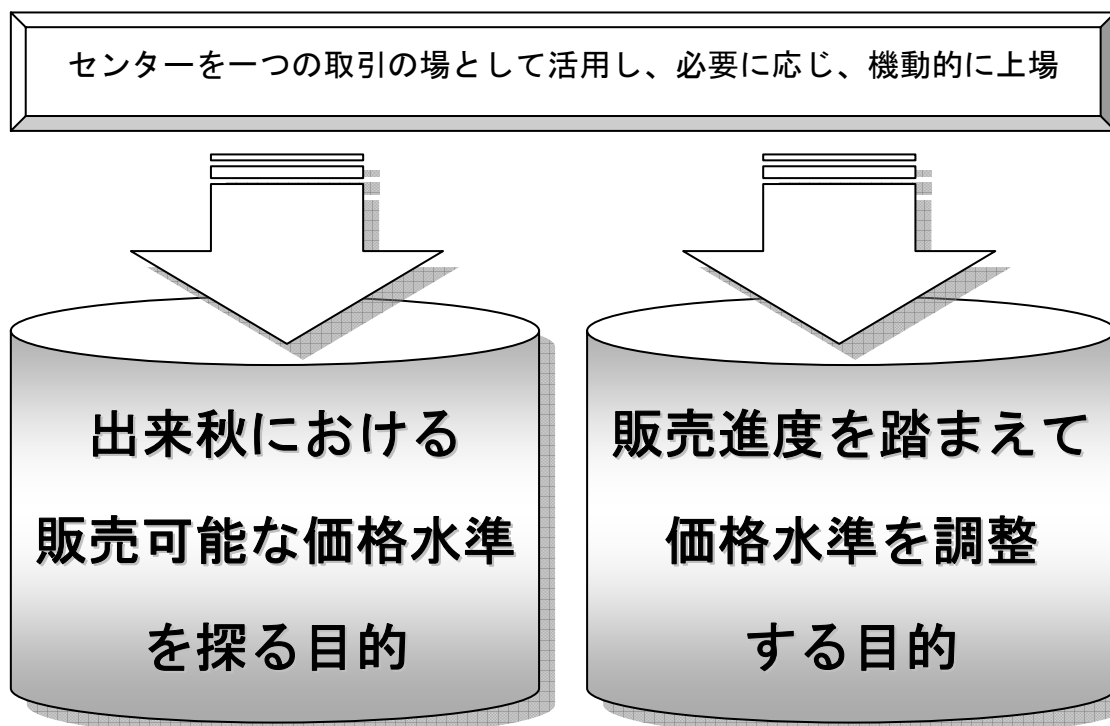 センターを一つの取引の場として活用し、必要に応じ、機動的に上場
出来秋における
販売可能な価格水準
を探る目的
販売進度を踏まえて
価格水準を調整
する目的